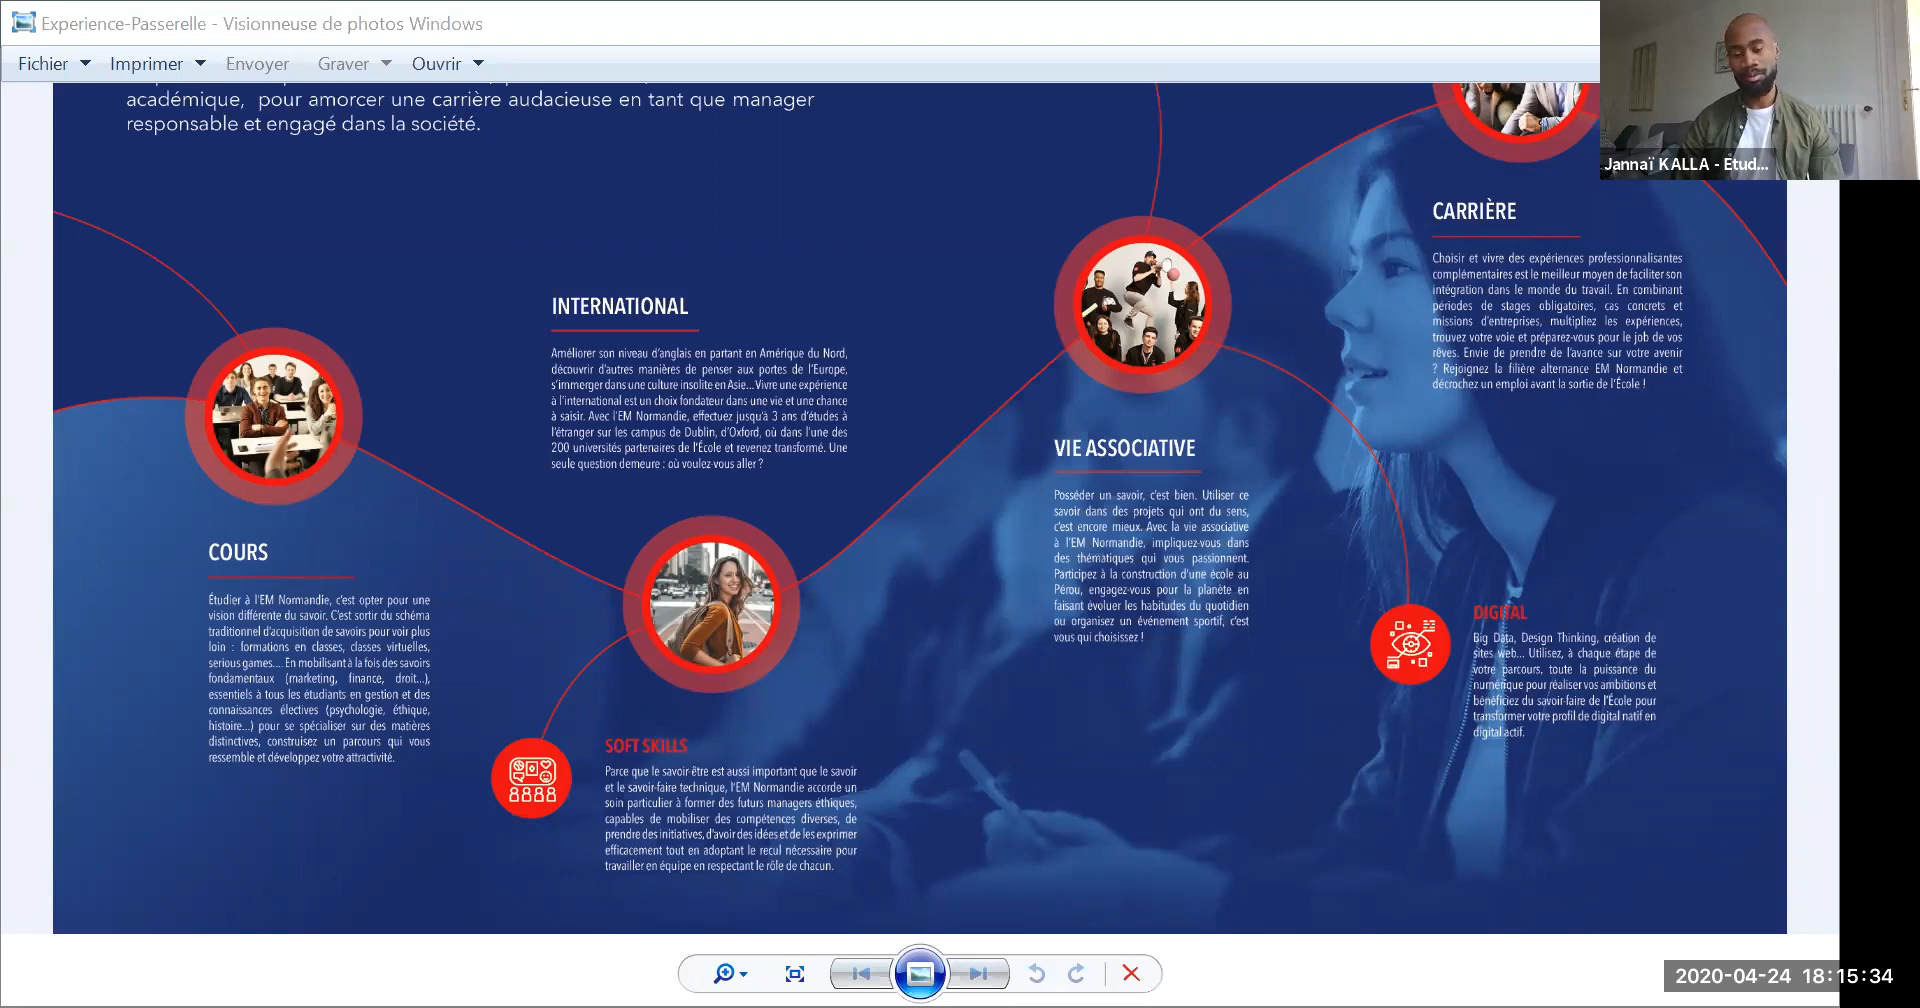 Experience-Passerelle - Visionneuse de photos Windows
Fichier Imprimer Envoyer Graver Ouvrir
académique, pour amorcer une carrière audacieuse en tant que manager
responsable et engagé dans la société.
Jannaï KALLA - Etud...
INTERNATIONAL
Améliorer son niveau d'anglais en partant en Amérique du Nord,
découvrir d'autres manières de penser aux portes de l'Europe,
s'immerger dans une culture insolite en Asie... Vivre une expérience
à l'international est un choix fondateur dans une vie et une chance
à saisir. Avec l'EM Normandie, effectuez jusqu'à 3 ans d'études à
l'étranger sur les campus de Dublin, d'Oxford, où dans l'une des
200 universités partenaires de l'École et revenez transformé. Une
seule question demeure : où voulez-vous aller ?
CARRIÈRE
Choisir et vivre des expériences professionnalisantes
complémentaires est le meilleur moyen de faciliter son
intégration dans le monde du travail. En combinant
périodes de stages obligatoires, cas concrets et
missions d'entreprises, multipliez les expériences,
trouvez votre voie et préparez-vous pour le job de vos
rêves. Envie de prendre de l'avance sur votre avenir
? Rejoignez la filière alternance EM Normandie et
décrochez un emploi avant la sortie de l'École !
COURS
Étudier à l'EM Normandie, c'est opter pour une
vision différente du savoir. C'est sortir du schéma
traditionnel d'acquisition de savoirs pour voir plus
loin : formations en classes, classes virtuelles,
serious games.... En mobilisant à la fois des savoirs
fondamentaux (marketing, finance, droit...),
essentiels à tous les étudiants en gestion et des
connaissances électives (psychologie, éthique,
histoire...) pour se spécialiser sur des matières
distinctives, construisez un parcours qui vous
ressemble et développez votre attractivité.
VIE ASSOCIATIVE
Posséder un savoir, c'est bien. Utiliser ce
savoir dans des projets qui ont du sens,
c'est encore mieux. Avec la vie associative
à l'EM Normandie, impliquez-vous dans
des thématiques qui vous passionnent.
Participez à la construction d'une école au
Pérou, engagez-vous pour la planète en
faisant évoluer les habitudes du quotidien
ou organisez un événement sportif, c'est
vous qui choisissez !
SOFT SKILLS
Parce que le savoir-être est aussi important que le savoir
et le savoir-faire technique, l'EM Normandie accorde un
soin particulier à former des futurs managers éthiques,
capables de mobiliser des compétences diverses, de
prendre des initiatives, d'avoir des idées et de les exprimer
efficacement tout en adoptant le recul nécessaire pour
travailler en équipe en respectant le rôle de chacun.
DIGITAL
Big Data, Design Thinking, création de
sites web... Utilisez, à chaque étape de
votre parcours, toute la puissance du
numérique pour réaliser vos ambitions et
bénéficiez du savoir-faire de l'École pour
transformer votre profil de digital natif en
digital actif.
2020-04-24 18:15:34